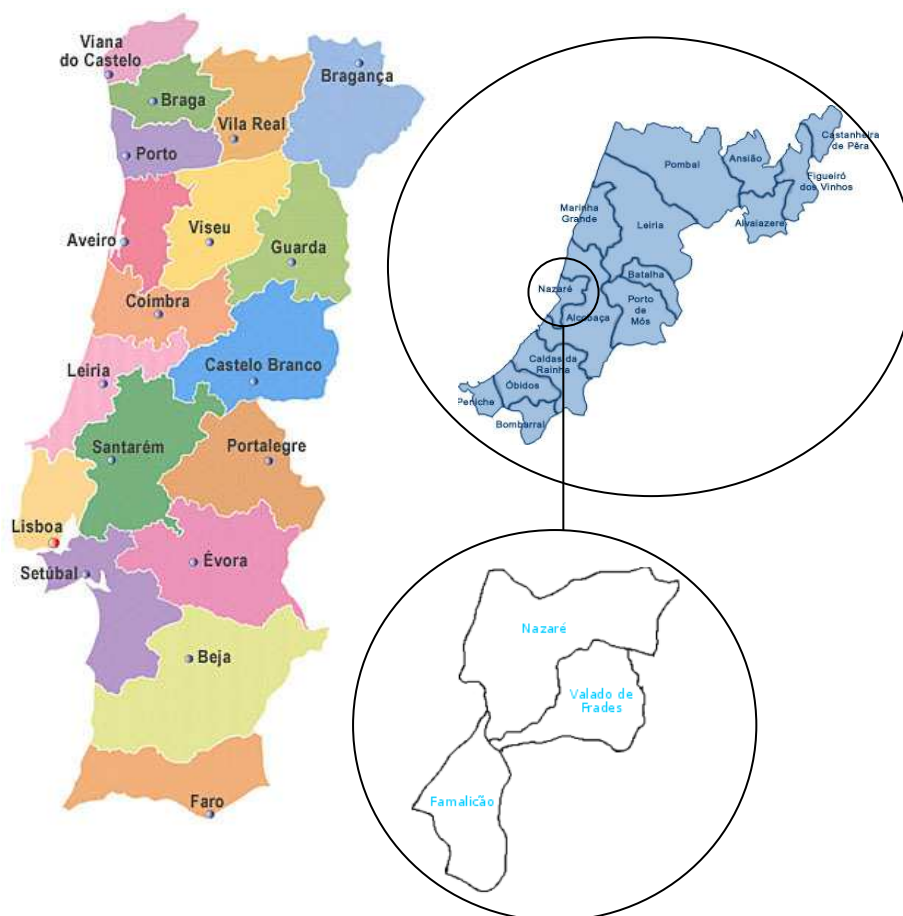 Viana
do Castelo
Bragança
Braga
Vila Real
Porto
Viseu
Aveiro
Guarda
Coimbra
Castelo Branco
Leiria
Santarém
Portalegre
Lisboa
Évora
Setúbal
Beja
Faro
Castanheira
de Pêra
Ansião
Pombal
Figueiró
dos Vinhos
Marinha
Grande
Leiria
Alvaiazere
Batalha
Nazaré
Porto
de
Mós
Alcobaça
Caldas da
Rainha
Óbidos
Peniche
Bombarral
Nazaré
Valado de
Frades
Famalicão